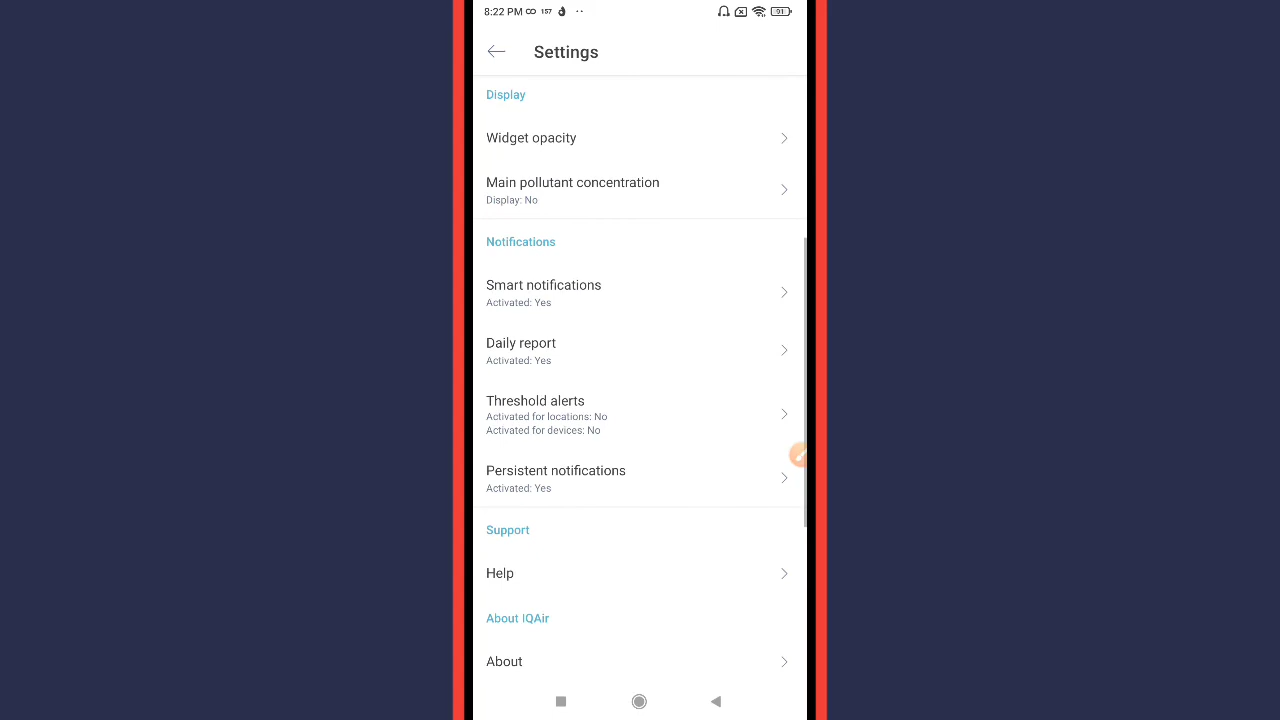 8:22 PM 157 91
Settings
Display
Widget opacity
Main pollutant concentration
Display: No
Notifications
Smart notifications
Activated: Yes
Daily report
Activated: Yes
Threshold alerts
Activated for locations: No
Activated for devices: No
Persistent notifications
Activated: Yes
Support
Help
About IQAir
About